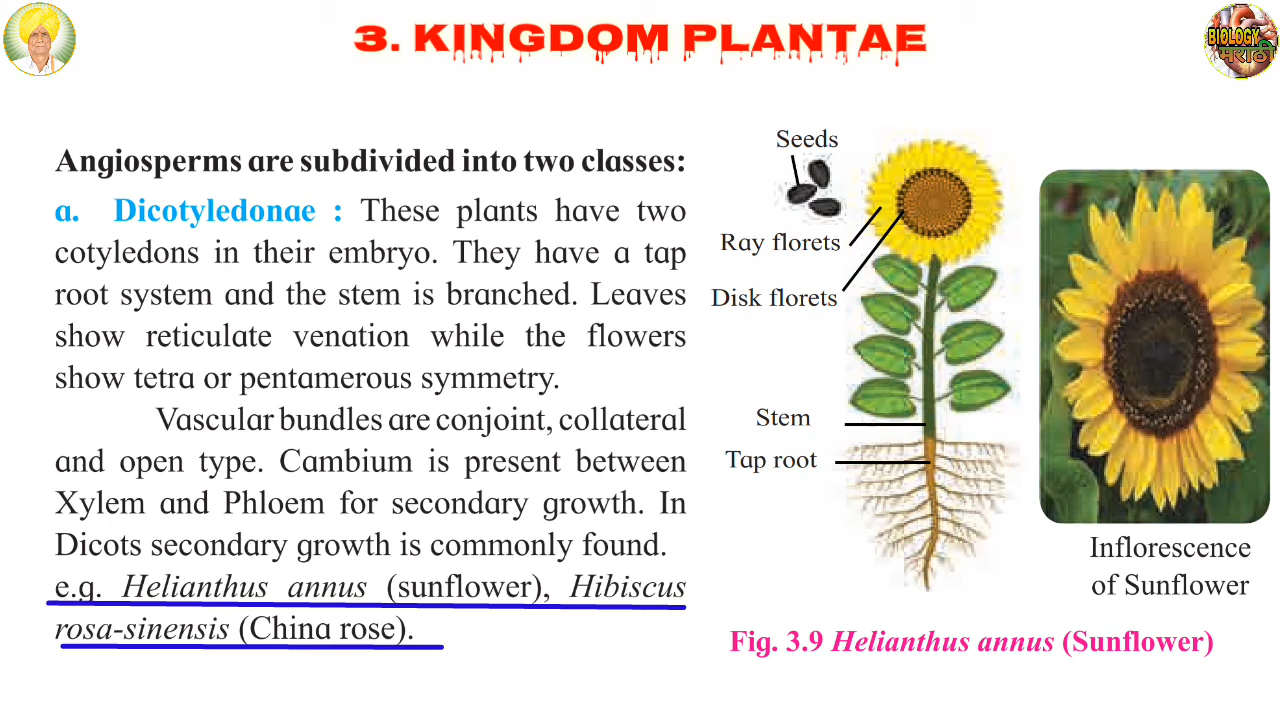 3. KINGDOM PLANTAE
BIOLOGY
मराठी
Angiosperms are subdivided into two classes:
a. Dicotyledonae : These plants have two
cotyledons in their embryo. They have a tap
root system and the stem is branched. Leaves
show reticulate venation while the flowers
show tetra or pentamerous symmetry.
Vascular bundles are conjoint, collateral
and open type. Cambium is present between
Xylem and Phloem for secondary growth. In
Dicots secondary growth is commonly found.
e.g. Helianthus annus (sunflower), Hibiscus
rosa-sinensis (China rose).
Seeds
Ray florets
Disk florets
Stem
Tap root
Inflorescence
of Sunflower
Fig. 3.9 Helianthus annus (Sunflower)